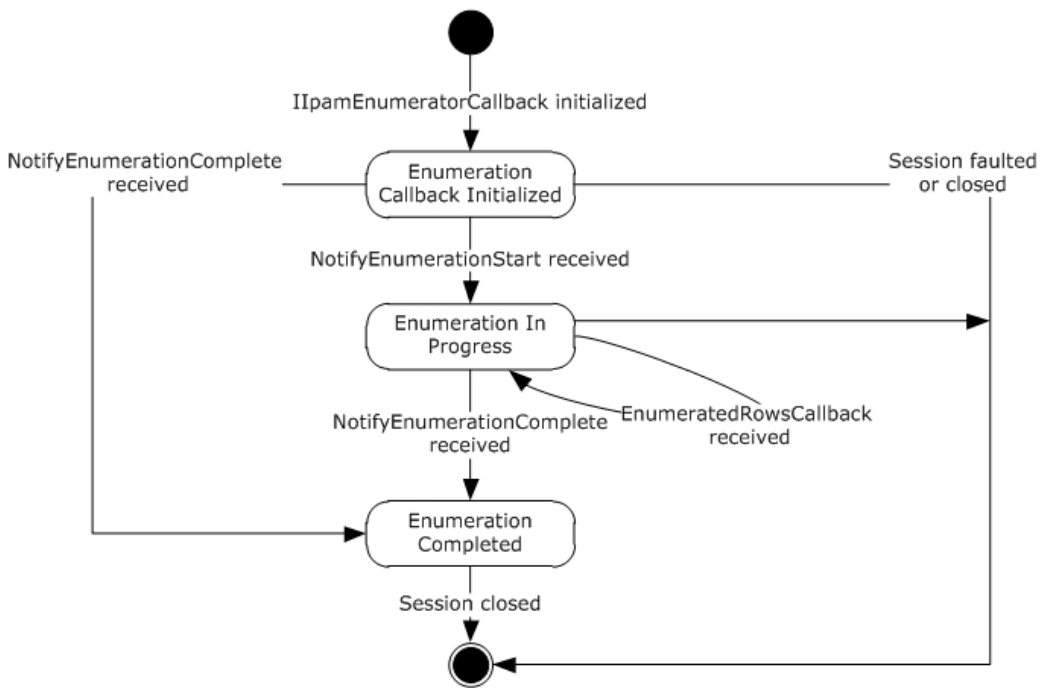 IIpamEnumeratorCallback initialized
NotifyEnumerationComplete
received
Enumeration
Callback Initialized
Session faulted
or closed
NotifyEnumerationStart received
Enumeration In
Progress
NotifyEnumerationComplete
received
EnumeratedRowsCallback
received
Enumeration
Completed
Session closed